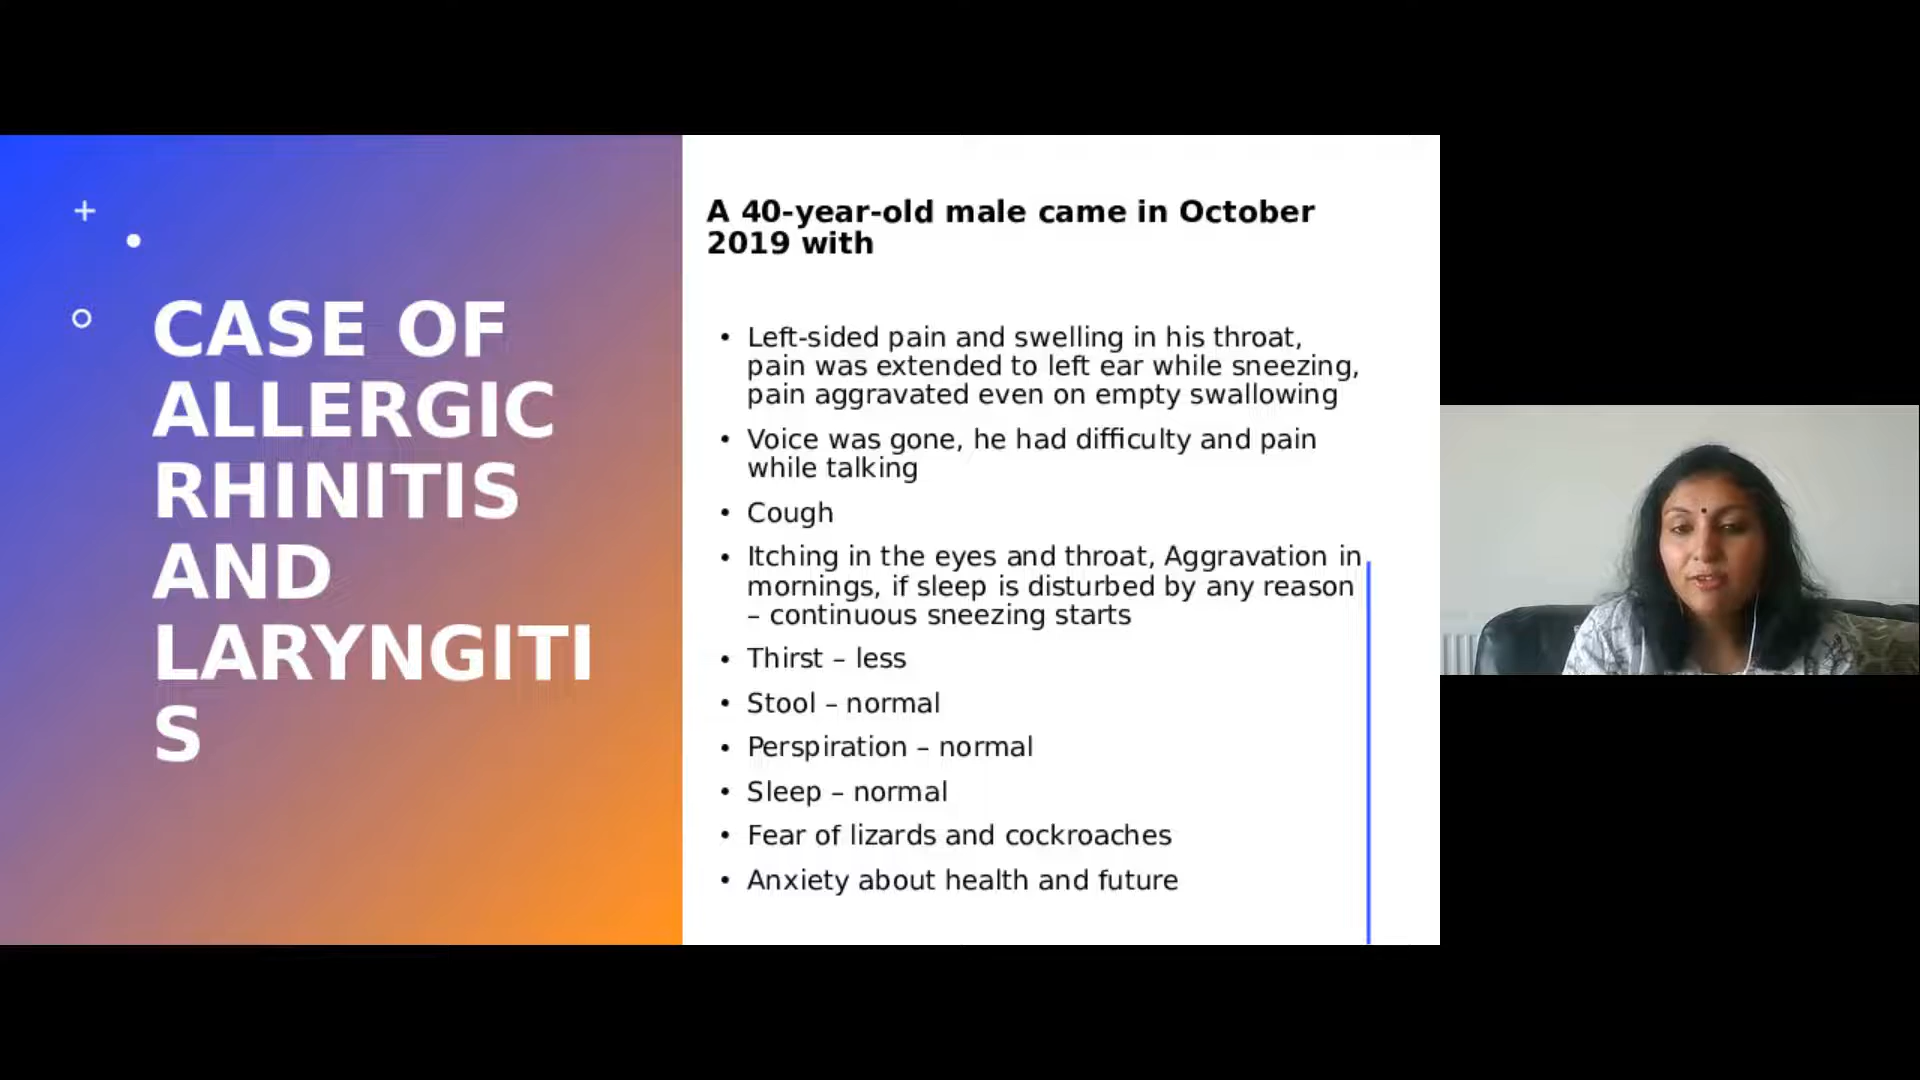 CASE OF
ALLERGIC
RHINITIS
AND
LARYNGITI
S
A 40-year-old male came in October
2019 with
• Left-sided pain and swelling in his throat,
pain was extended to left ear while sneezing,
pain aggravated even on empty swallowing
• Voice was gone, he had difficulty and pain
while talking
• Cough
• Itching in the eyes and throat, Aggravation in
mornings, if sleep is disturbed by any reason
– continuous sneezing starts
• Thirst – less
• Stool – normal
• Perspiration – normal
• Sleep – normal
• Fear of lizards and cockroaches
• Anxiety about health and future